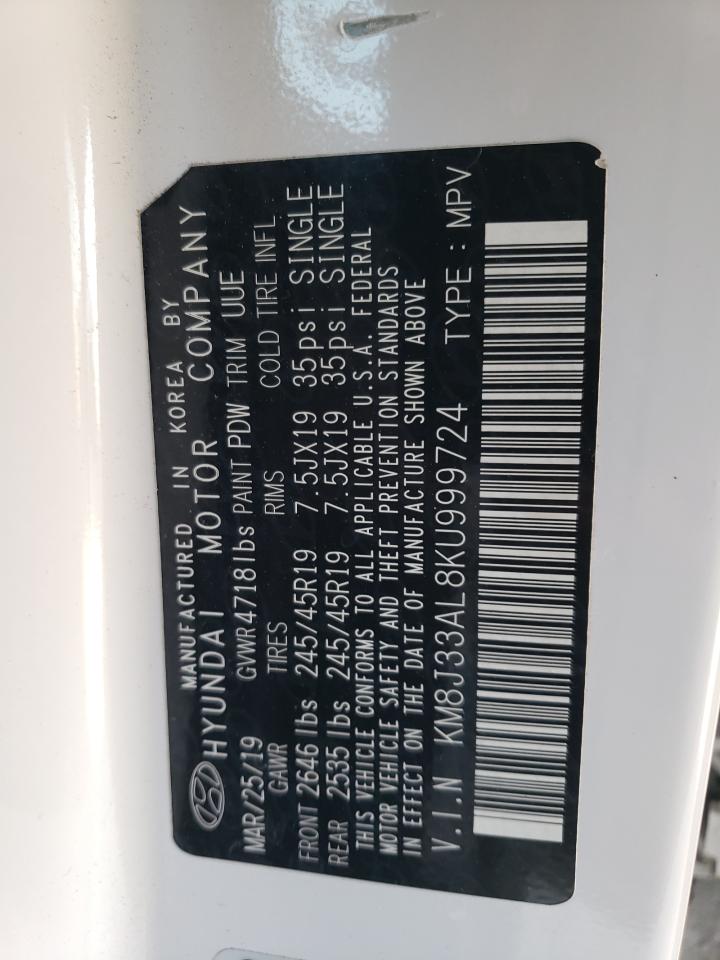 MANUFACTURED IN KOREA BY
HYUNDAI MOTOR COMPANY
MAR/25/19 GVWR 4718 lbs PAINT PDW TRIM UUE
GAWR TIRES RIMS COLD TIRE INFL
FRONT 2646 lbs 245/45R19 7.5JX19 35psi SINGLE
REAR 2535 lbs 245/45R19 7.5JX19 35psi SINGLE
THIS VEHICLE CONFORMS TO ALL APPLICABLE U.S.A. FEDERAL
MOTOR VEHICLE SAFETY AND THEFT PREVENTION STANDARDS
IN EFFECT ON THE DATE OF MANUFACTURE SHOWN ABOVE
V.I.N KM8J33AL8KU999724 TYPE : MPV